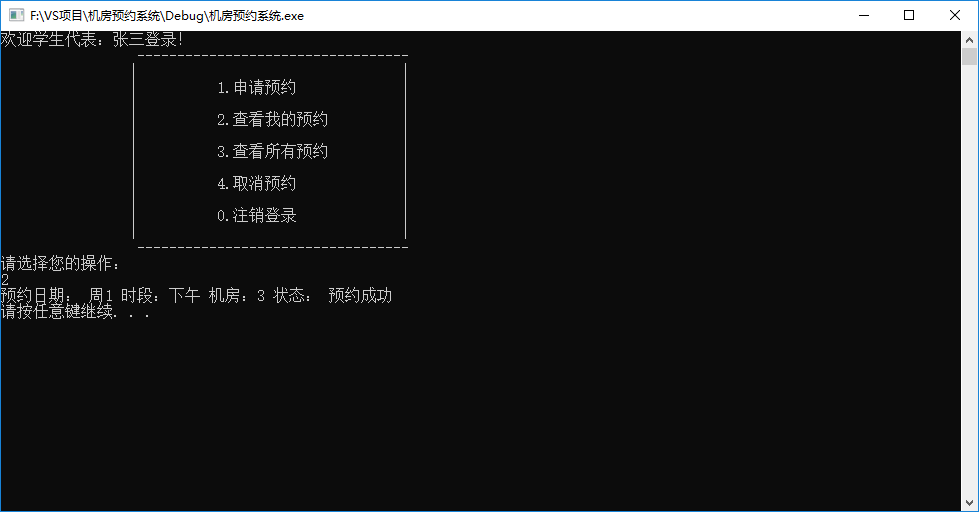 F:\VS项目\机房预约系统\Debug\机房预约系统.exe
欢迎学生代表：张三登录！
----------------------------------
1.申请预约
2.查看我的预约
3.查看所有预约
4.取消预约
0.注销登录
----------------------------------
请选择您的操作：
2
预约日期： 周1 时段：下午 机房：3 状态： 预约成功
请按任意键继续. . .